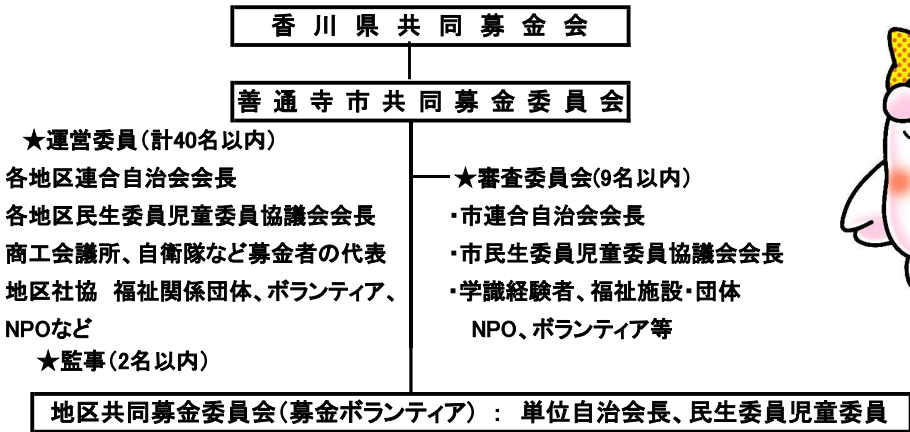 香川県共同募金会
善通寺市共同募金委員会
★運営委員(計40名以内)
各地区連合自治会会長
各地区民生委員児童委員協議会会長
商工会議所、自衛隊など募金者の代表
地区社協 福祉関係団体、ボランティア、
NPOなど
★監事(2名以内)
★審査委員会(9名以内)
・市連合自治会会長
・市民生委員児童委員協議会会長
・学識経験者、福祉施設・団体
NPO、ボランティア等
地区共同募金委員会(募金ボランティア) : 単位自治会長、民生委員児童委員